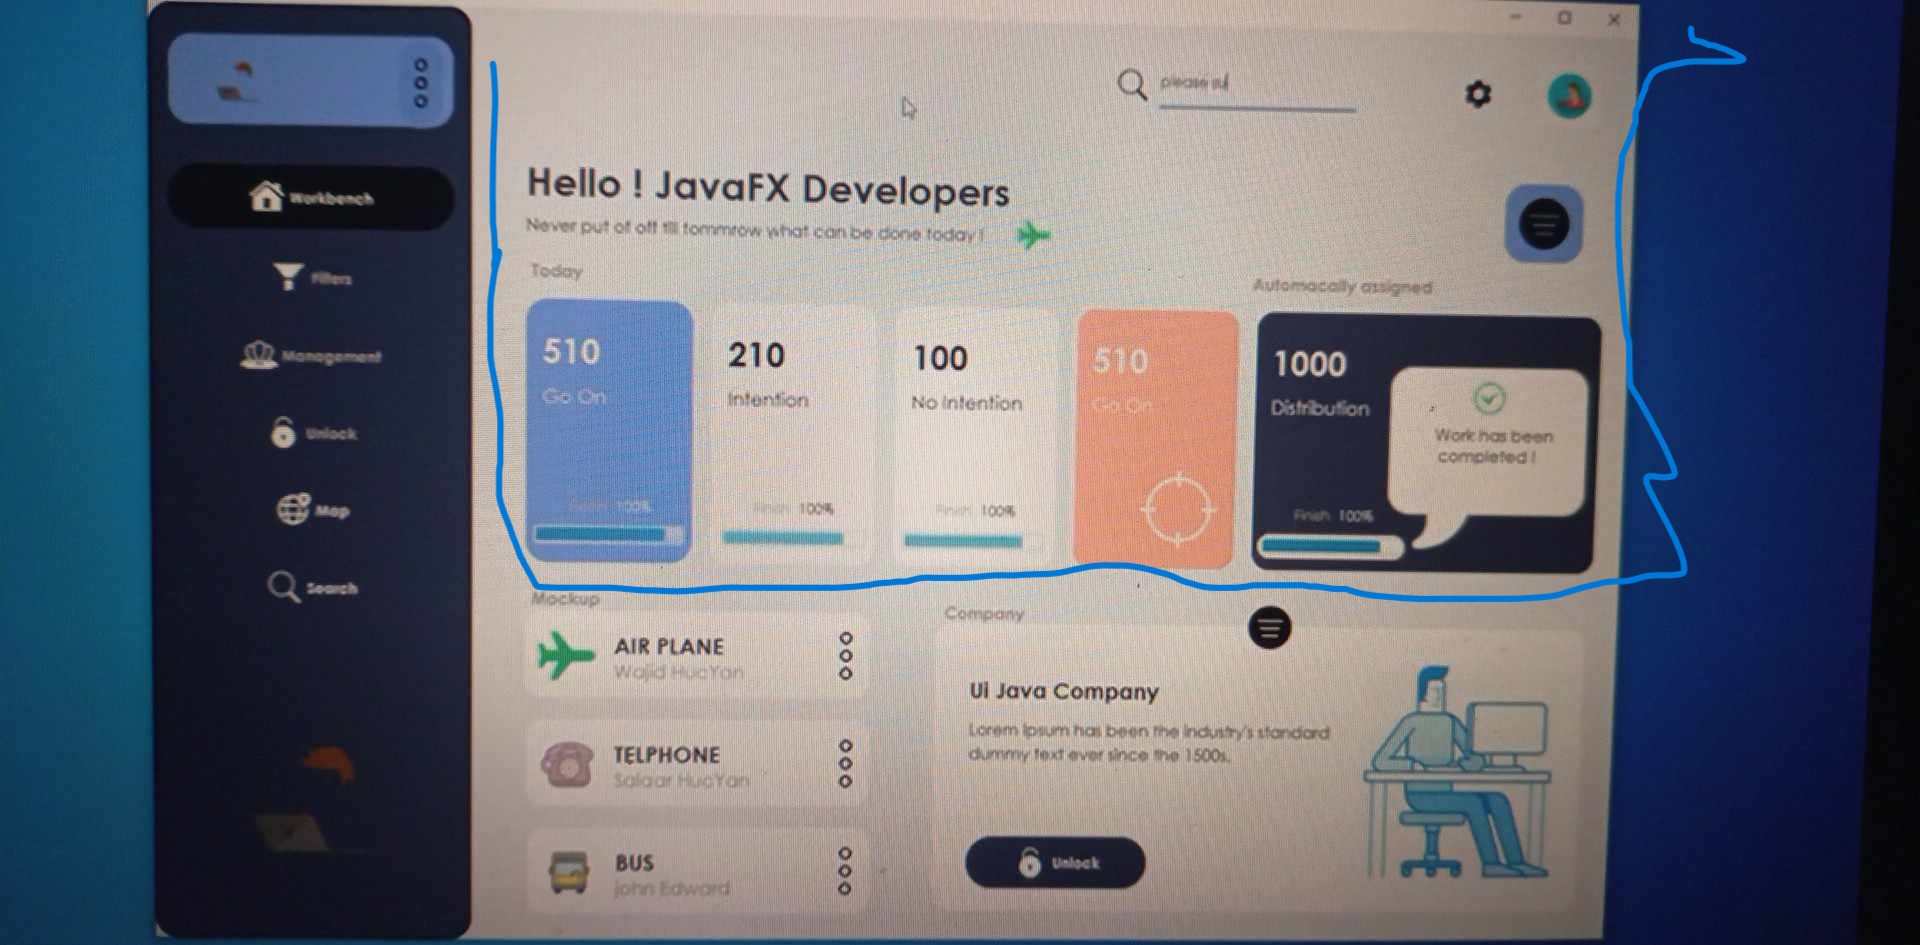 please su
Workbench
Filters
Management
Unlock
Map
Search
Hello ! JavaFX Developers
Never put of off till tommrow what can be done today !
Today
Automacally assigned
510
Go On
Finish 100%
210
Intention
Finish 100%
100
No Intention
Finish 100%
510
Go On
1000
Distribution
Finish 100%
Work has been
completed !
Mockup
AIR PLANE
Wajid HucYan
TELPHONE
Salaar HucYan
BUS
john Edward
Company
Ui Java Company
Lorem Ipsum has been the industry's standard
dummy text ever since the 1500s.
Unlock